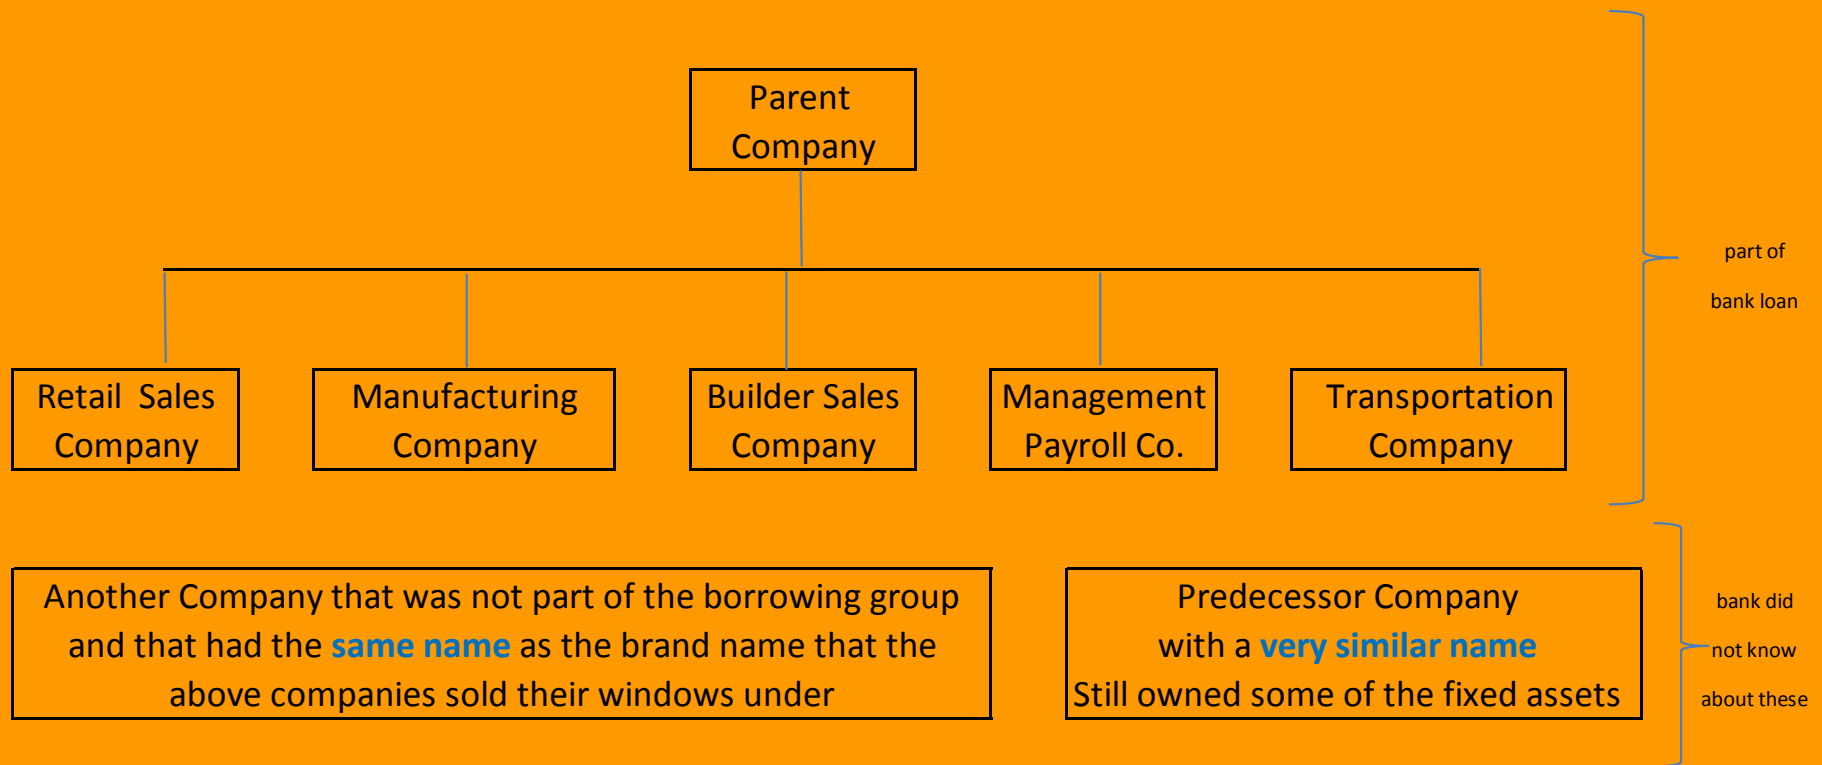 Parent
Company
part of
bank loan
Retail Sales
Company
Manufacturing
Company
Builder Sales
Company
Management
Payroll Co.
Transportation
Company
Another Company that was not part of the borrowing group
and that had the same name as the brand name that the
above companies sold their windows under
Predecessor Company
with a very similar name
Still owned some of the fixed assets
bank did
not know
about these